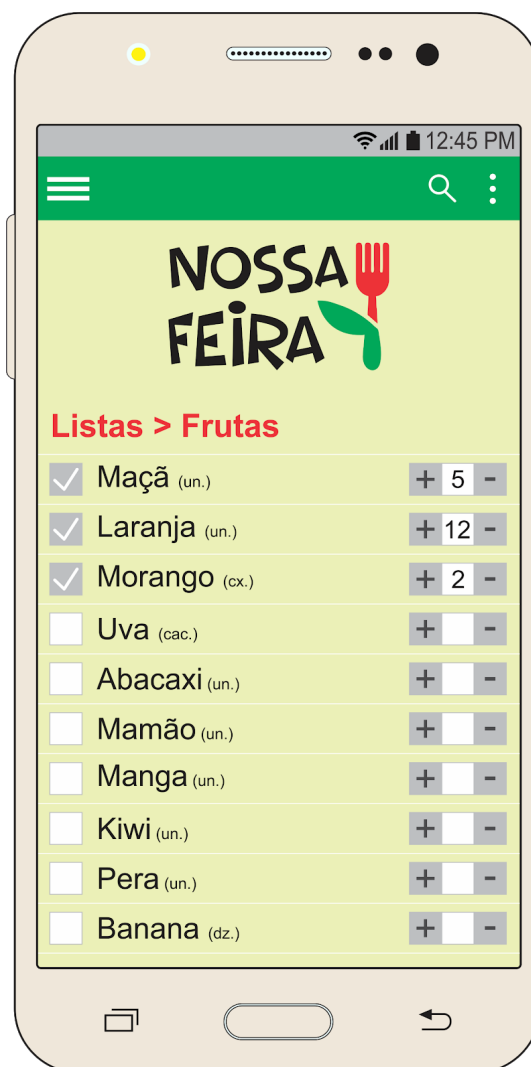 12:45 PM
NOSSA
FEIRA
Listas > Frutas
Maçã (un.) + 5 -
Laranja (un.) + 12 -
Morango (cx.) + 2 -
Uva (cac.) + -
Abacaxi (un.) + -
Mamão (un.) + -
Manga (un.) + -
Kiwi (un.) + -
Pera (un.) + -
Banana (dz.) + -